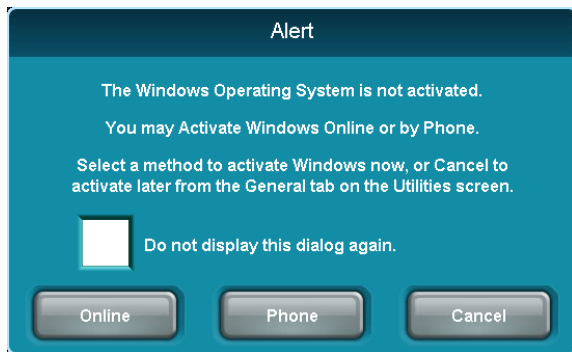 Alert
The Windows Operating System is not activated.
You may Activate Windows Online or by Phone.
Select a method to activate Windows now, or Cancel to
activate later from the General tab on the Utilities screen.
Do not display this dialog again.
Online
Phone
Cancel